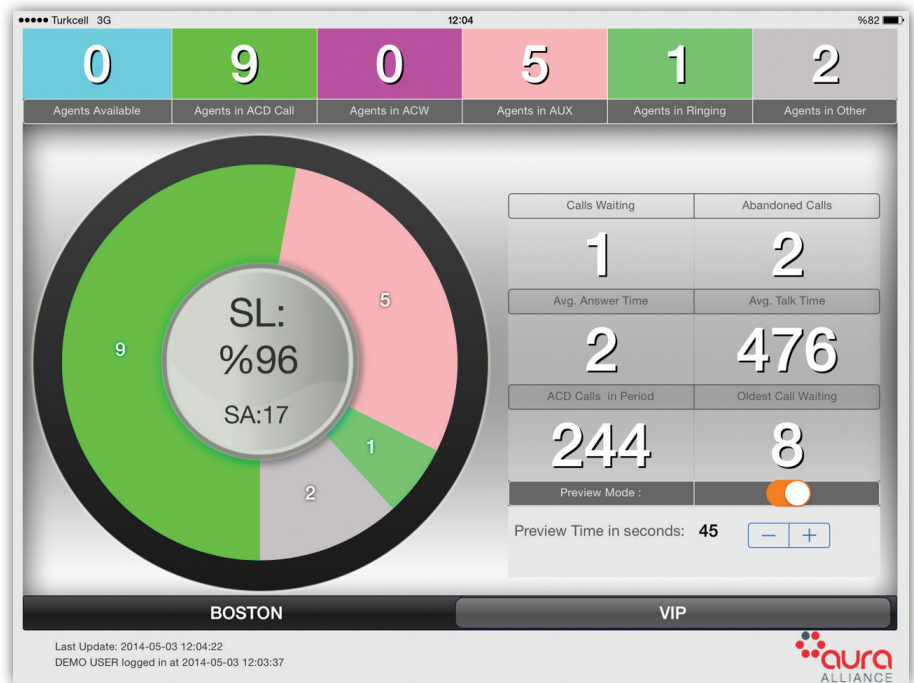 Turkcell 3G 12:04 %82
0 9 0 5 1 2
Agents Available Agents in ACD Call Agents in ACW Agents in AUX Agents in Ringing Agents in Other
9
5
1
2
SL:
%96
SA:17
Calls Waiting Abandoned Calls
1 2
Avg. Answer Time Avg. Talk Time
2 476
ACD Calls in Period Oldest Call Waiting
244 8
Preview Mode :
Preview Time in seconds: 45 − +
BOSTON VIP
Last Update: 2014-05-03 12:04:22
DEMO USER logged in at 2014-05-03 12:03:37
aura
ALLIANCE